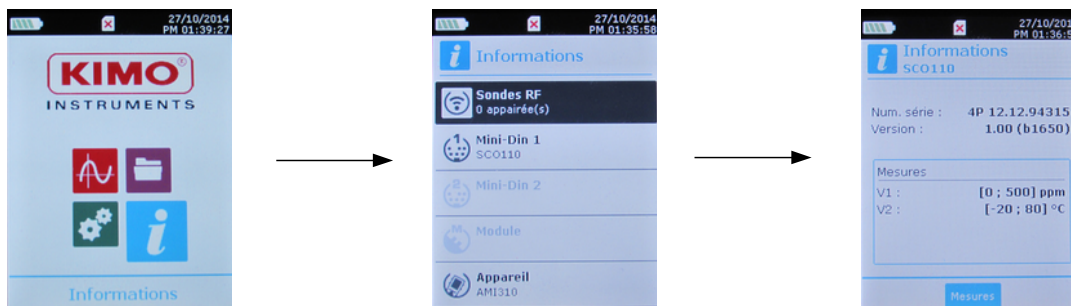 27/10/2014
PM 01:39:27
KIMO®
INSTRUMENTS
Informations
27/10/2014
PM 01:35:58
Informations
Sondes RF
0 appairée(s)
1
Mini-Din 1
SCO110
2
Mini-Din 2
M
Module
Appareil
AMI310
27/10/201
PM 01:36:5
Informations
SCO110
Num. série : 4P 12.12.94315
Version : 1.00 (b1650)
Mesures
V1 : [0 ; 500] ppm
V2 : [-20 ; 80] °C
Mesures